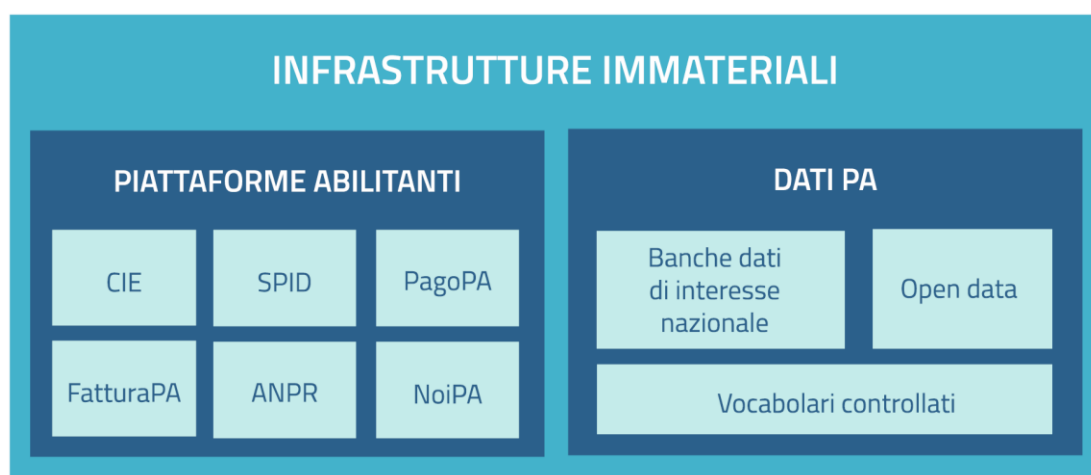 INFRASTRUTTURE IMMATERIALI
PIATTAFORME ABILITANTI
CIE
SPID
PagoPA
FatturaPA
ANPR
NoiPA
DATI PA
Banche dati
di interesse
nazionale
Open data
Vocabolari controllati